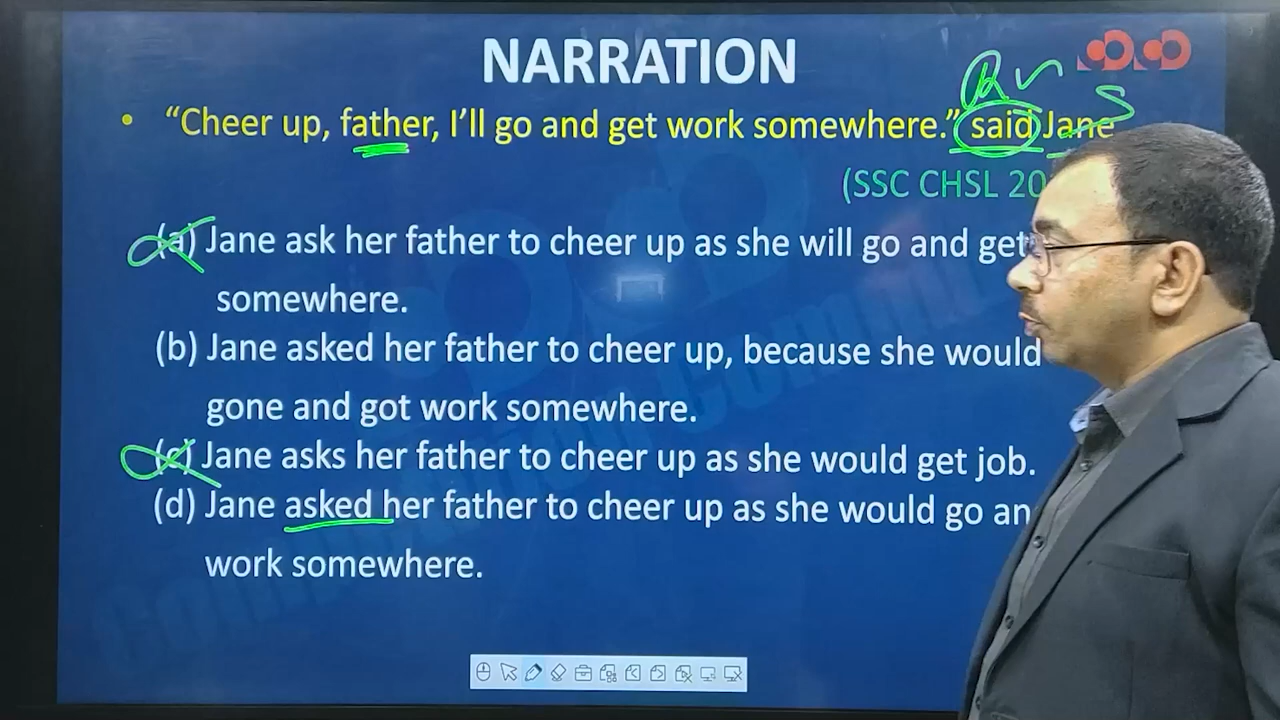 NARRATION
R.V
S
• “Cheer up, father, I’ll go and get work somewhere.” said Jane
(SSC CHSL 20
(a) Jane ask her father to cheer up as she will go and get
somewhere.
(b) Jane asked her father to cheer up, because she would
gone and got work somewhere.
(c) Jane asks her father to cheer up as she would get job.
(d) Jane asked her father to cheer up as she would go an
work somewhere.